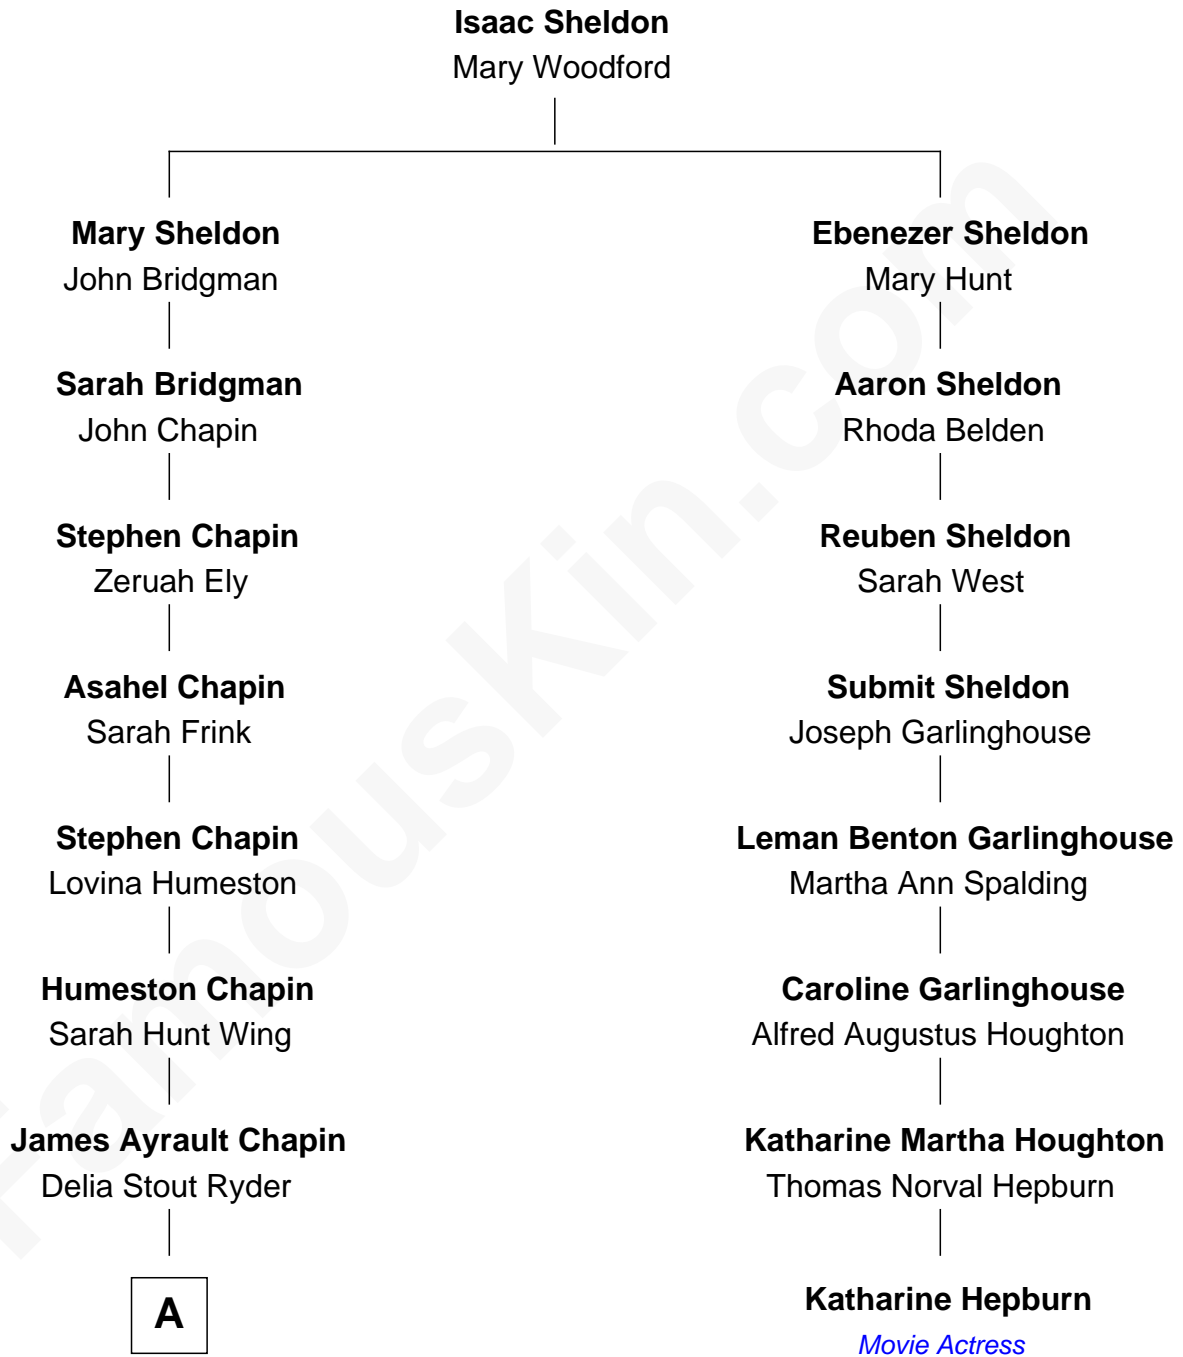 Isaac Sheldon
Mary Woodford
Mary Sheldon
John Bridgman
Sarah Bridgman
John Chapin
Stephen Chapin
Zeruah Ely
Asahel Chapin
Sarah Frink
Stephen Chapin
Lovina Humeston
Humeston Chapin
Sarah Hunt Wing
James Ayrault Chapin
Delia Stout Ryder
A
Ebenezer Sheldon
Mary Hunt
Aaron Sheldon
Rhoda Belden
Reuben Sheldon
Sarah West
Submit Sheldon
Joseph Garlinghouse
Leman Benton Garlinghouse
Martha Ann Spalding
Caroline Garlinghouse
Alfred Augustus Houghton
Katharine Martha Houghton
Thomas Norval Hepburn
Katharine Hepburn
Movie Actress
FamousKin.com